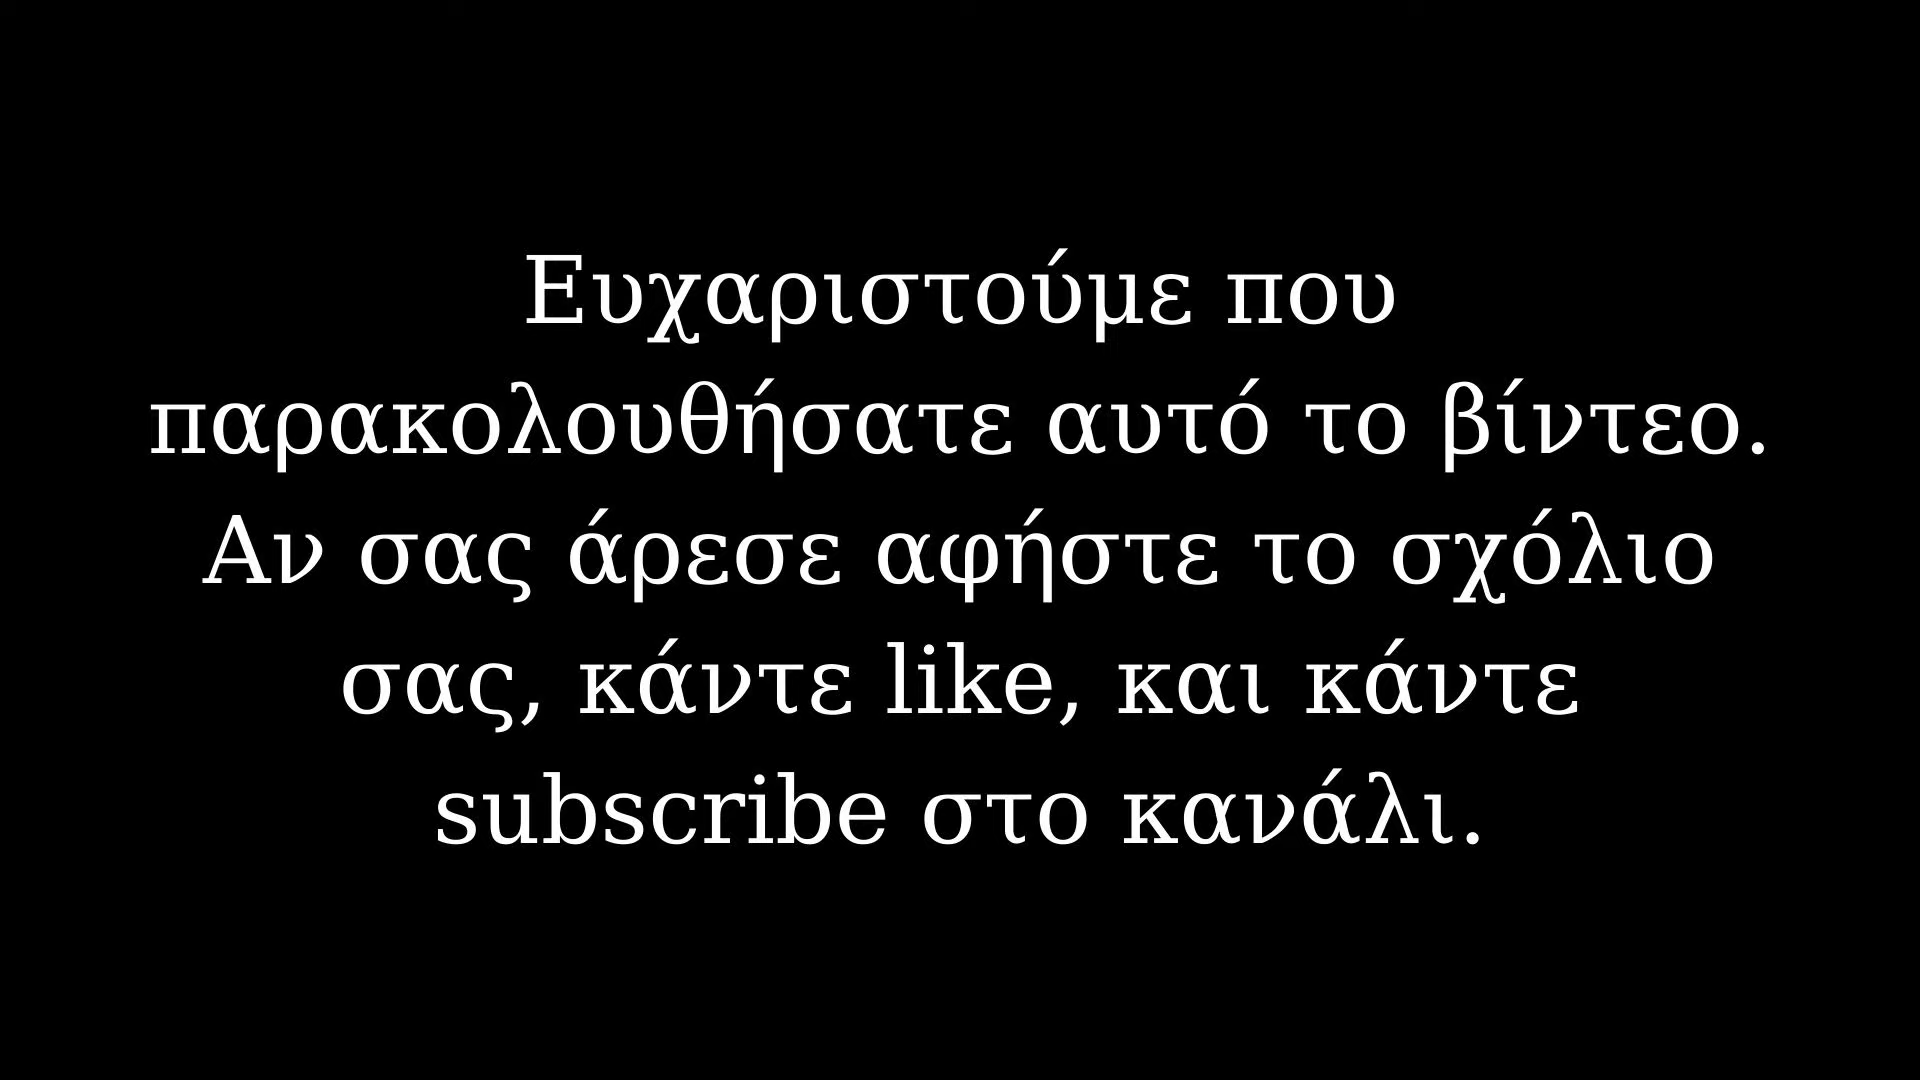 Ευχαριστούμε που
παρακολουθήσατε αυτό το βίντεο.
Αν σας άρεσε αφήστε το σχόλιο
σας, κάντε like, και κάντε
subscribe στο κανάλι.